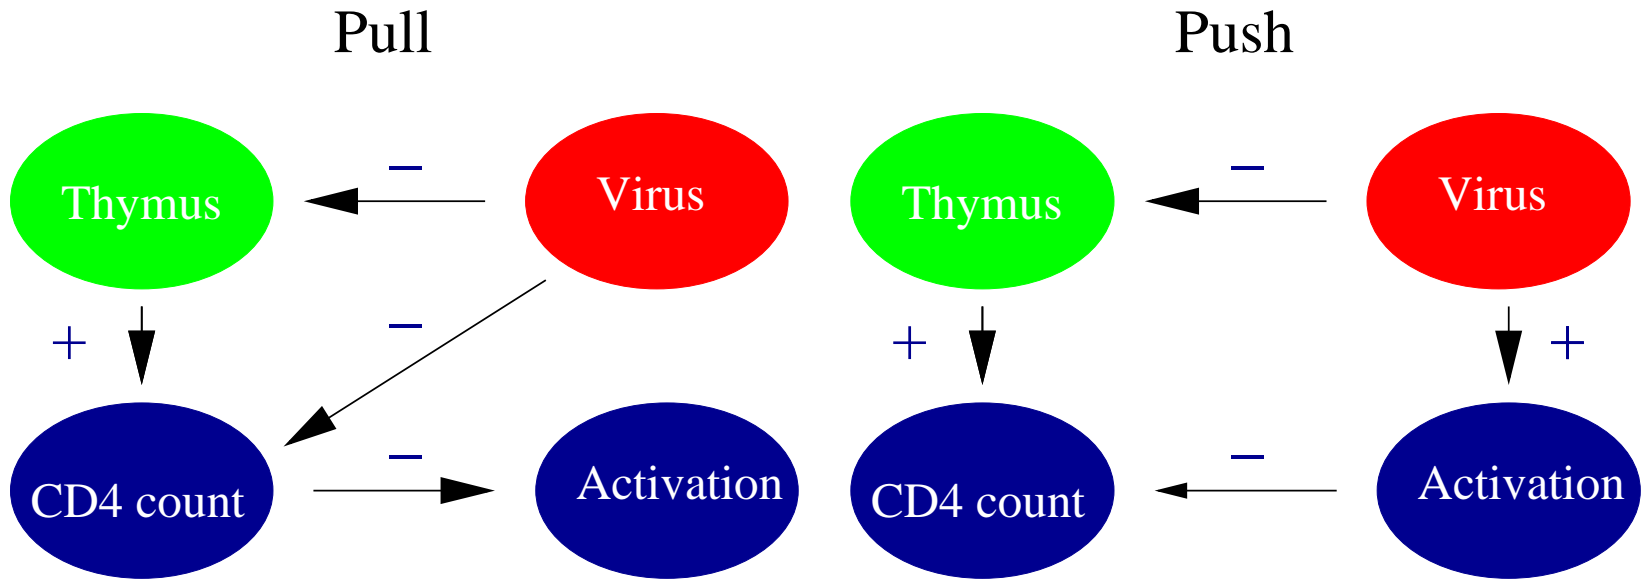 Pull
Push
−
−
Thymus
Virus
Thymus
Virus
+
−
+
+
−
−
CD4 count
Activation
CD4 count
Activation